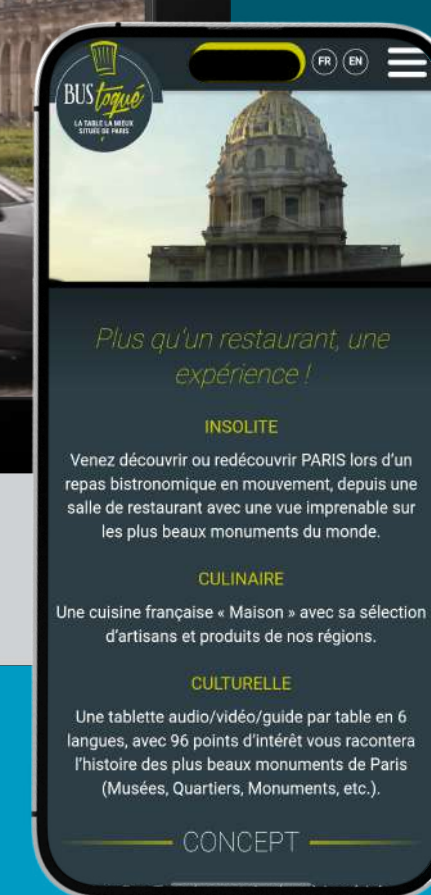 FR EN
BUS Toqué
LA TABLE LA MIEUX
SITUÉE DE PARIS
Plus qu'un restaurant, une
expérience !
INSOLITE
Venez découvrir ou redécouvrir PARIS lors d'un
repas bistronomique en mouvement, depuis une
salle de restaurant avec une vue imprenable sur
les plus beaux monuments du monde.
CULINAIRE
Une cuisine française « Maison » avec sa sélection
d'artisans et produits de nos régions.
CULTURELLE
Une tablette audio/vidéo/guide par table en 6
langues, avec 96 points d'intérêt vous racontera
l'histoire des plus beaux monuments de Paris
(Musées, Quartiers, Monuments, etc.).
CONCEPT